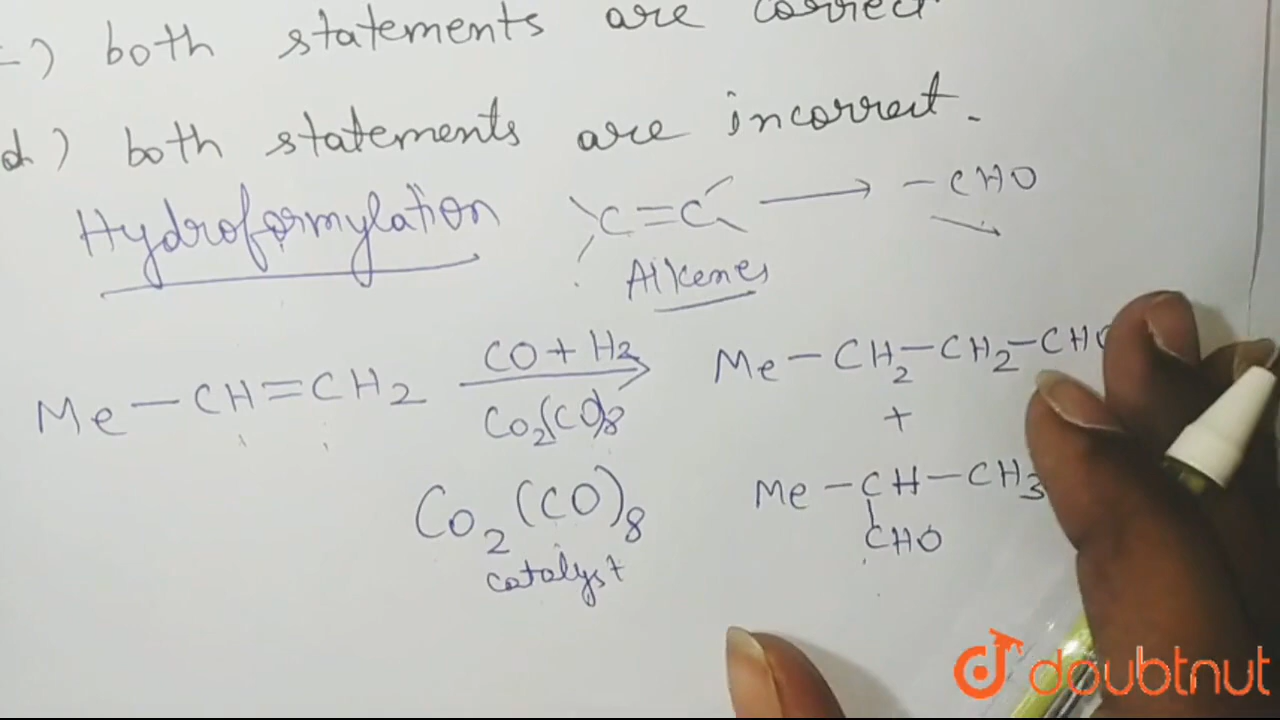 -) both statements are correct
d) both statements are incorrect.
Hydroformylation C=C → -CHO
Alkenes
Me-CH=CH2 CO+H2 Me-CH2-CH2-CHO
Co2(CO)8 +
Co2(CO)8 Me-CH-CH3
catalyst CHO
doubtnut